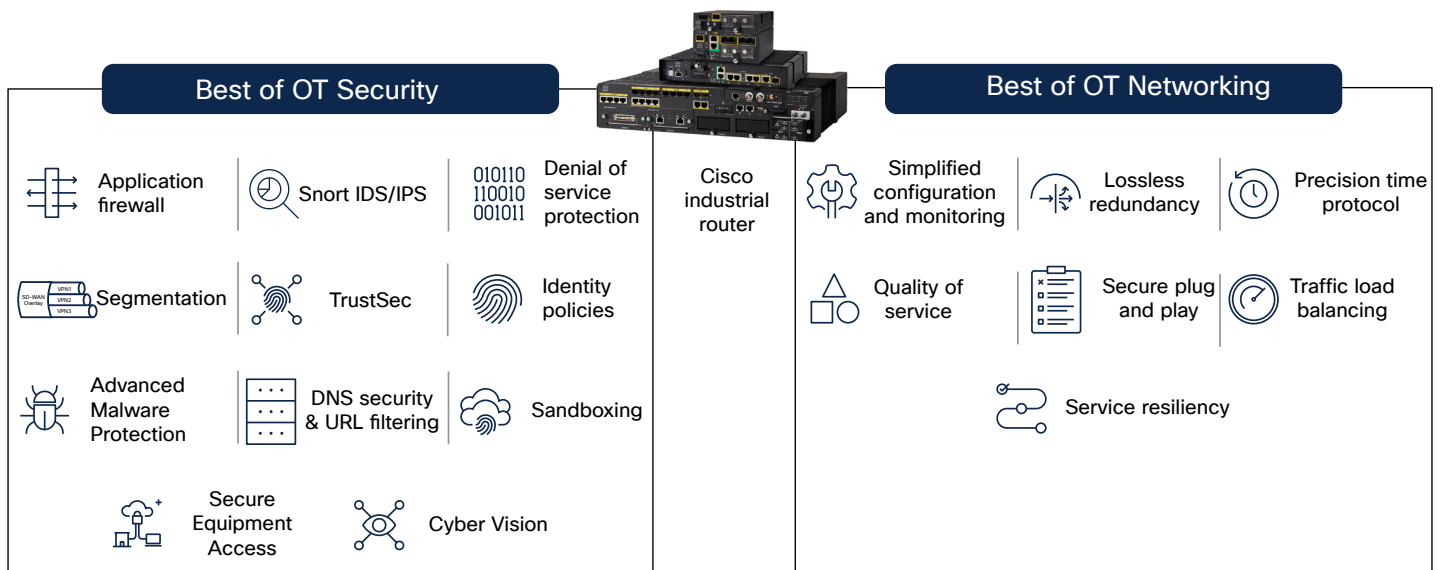 Best of OT Security
Best of OT Networking
Application
firewall
Snort IDS/IPS
010110
110010
001011
Denial of
service
protection
SD-WAN
Overlay
VPN1
VPN2
VPN3
Segmentation
TrustSec
Identity
policies
Advanced
Malware
Protection
DNS security
& URL filtering
Sandboxing
Secure
Equipment
Access
Cyber Vision
Cisco
industrial
router
Simplified
configuration
and monitoring
Lossless
redundancy
Precision time
protocol
Quality of
service
Secure plug
and play
Traffic load
balancing
Service resiliency